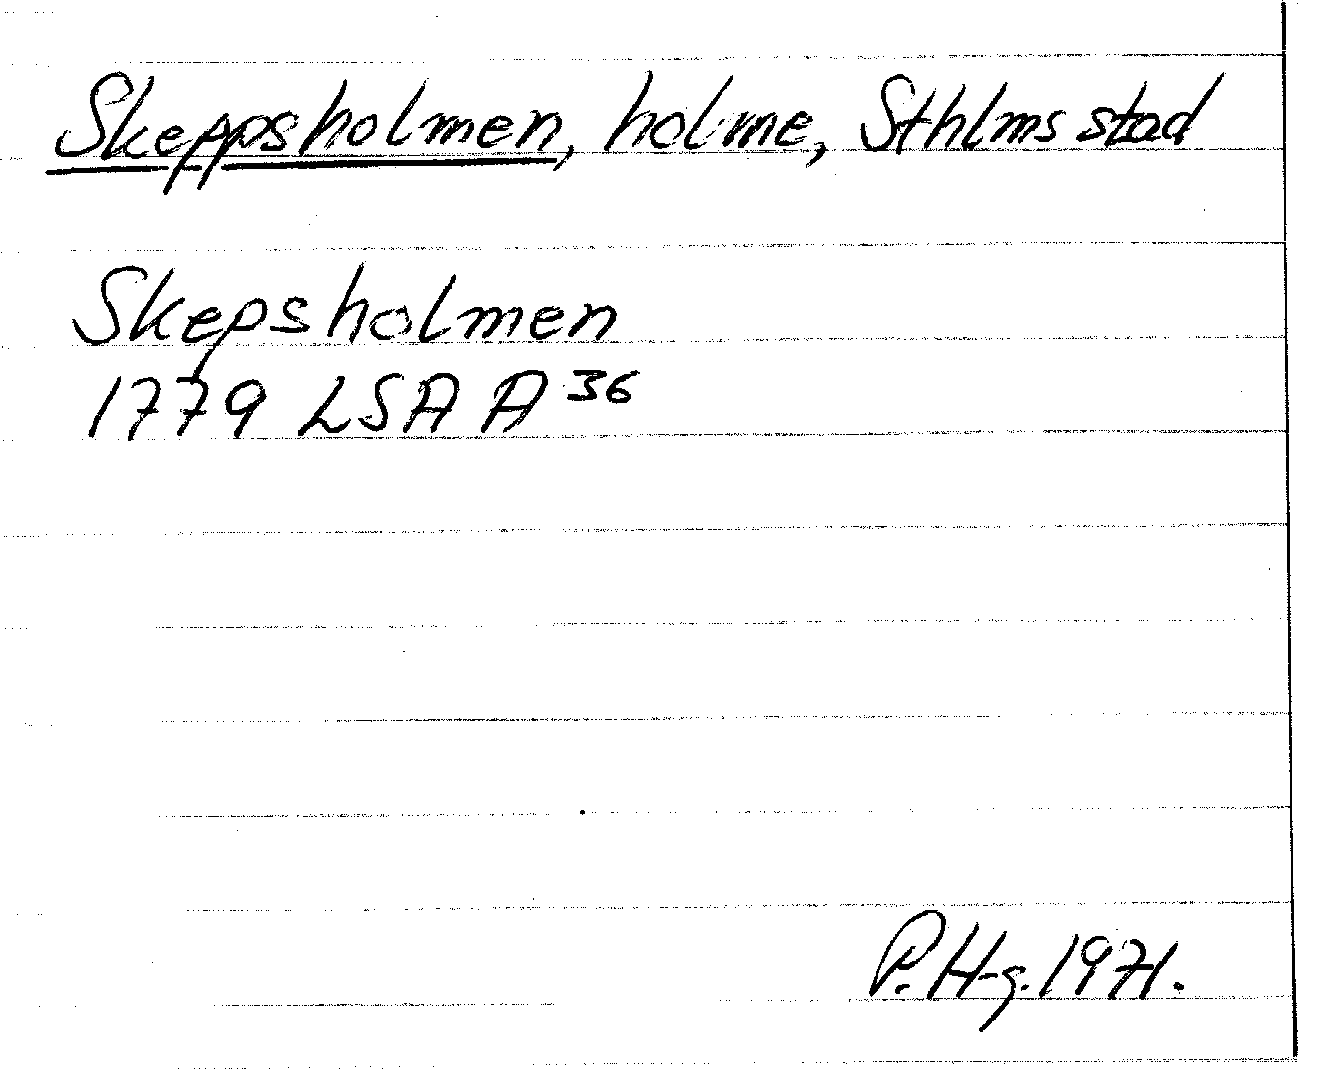 Skeppsholmen, holme, Sthlms stad
Skepsholmen
1779 LSA A³⁶
P. H-g. 1971.